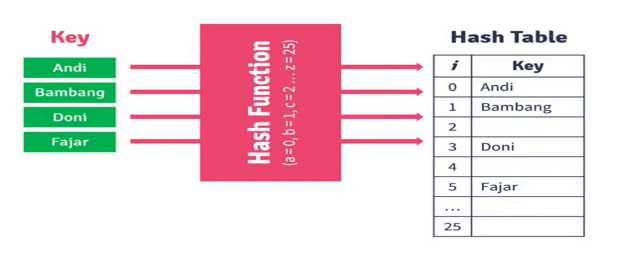 Key
Andi
Bambang
Doni
Fajar
Hash Function
(a = 0, b = 1, c = 2 ... z = 25)
Hash Table
i Key
0 Andi
1 Bambang
2
3 Doni
4
5 Fajar
...
25